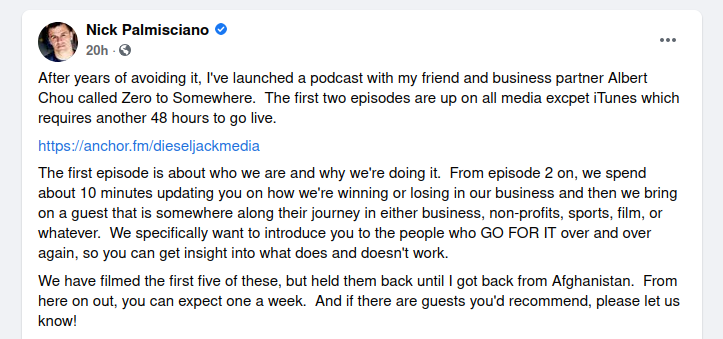 Nick Palmisciano
20h ·
After years of avoiding it, I've launched a podcast with my friend and business partner Albert
Chou called Zero to Somewhere.  The first two episodes are up on all media excpet iTunes which
requires another 48 hours to go live.
https://anchor.fm/dieseljackmedia
The first episode is about who we are and why we're doing it.  From episode 2 on, we spend
about 10 minutes updating you on how we're winning or losing in our business and then we bring
on a guest that is somewhere along their journey in either business, non-profits, sports, film, or
whatever.  We specifically want to introduce you to the people who GO FOR IT over and over
again, so you can get insight into what does and doesn't work.
We have filmed the first five of these, but held them back until I got back from Afghanistan.  From
here on out, you can expect one a week.  And if there are guests you'd recommend, please let us
know!